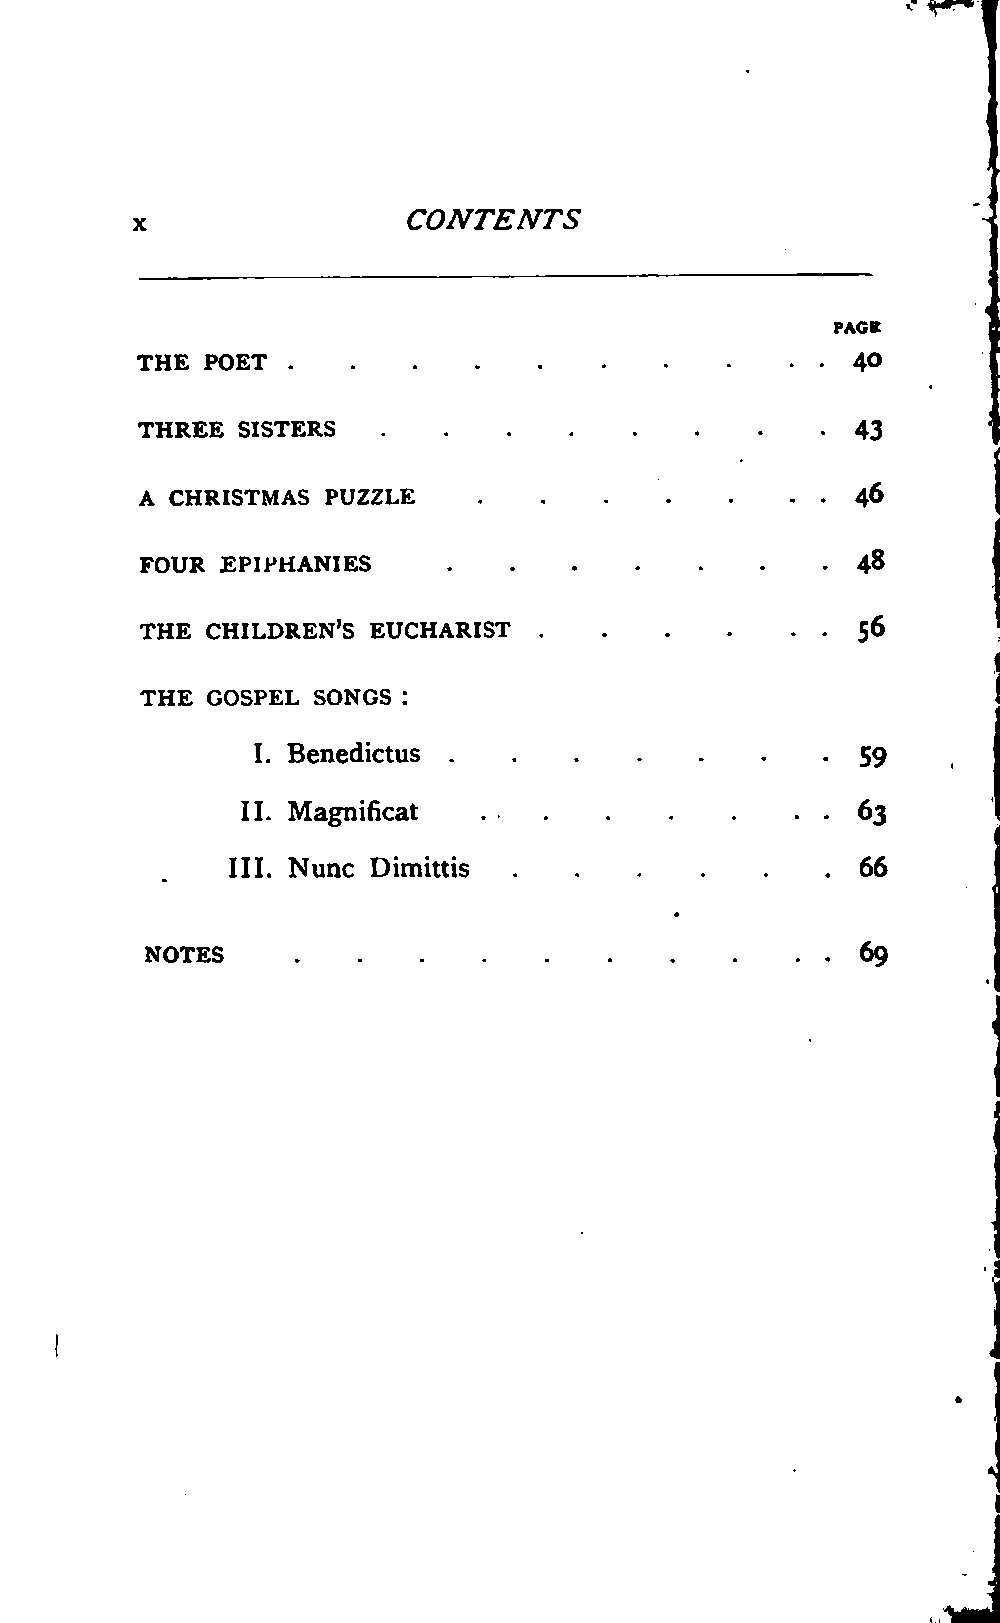 x CONTENTS
PAGE
THE POET . . . . . . . . . . 40
THREE SISTERS . . . . . . . . 43
A CHRISTMAS PUZZLE . . . . . . . 46
FOUR EPIPHANIES . . . . . . . 48
THE CHILDREN'S EUCHARIST . . . . . . 56
THE GOSPEL SONGS :
I. Benedictus . . . . . . . 59
II. Magnificat . . . . . . . 63
III. Nunc Dimittis . . . . . . 66
NOTES . . . . . . . . . . 69